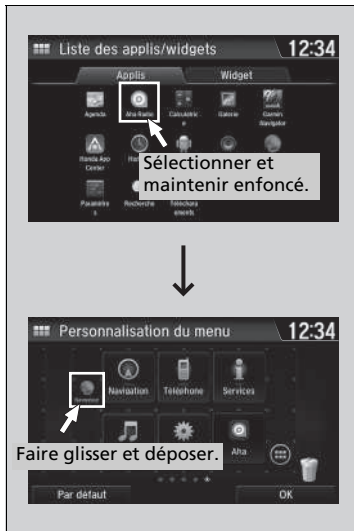 Liste des applis/widgets
12:34
Applis
Widget
Agenda
Aha Radio
Calculatric
e
Galerie
Garmin
Navigator
Honda App
Center
Sélectionner et
maintenir enfoncé.
Paramètre
s
Recherche
Téléchar
ements
Personnalisation du menu
12:34
Navigation
Téléphone
Services
Faire glisser et déposer.
Aha
Par défaut
OK